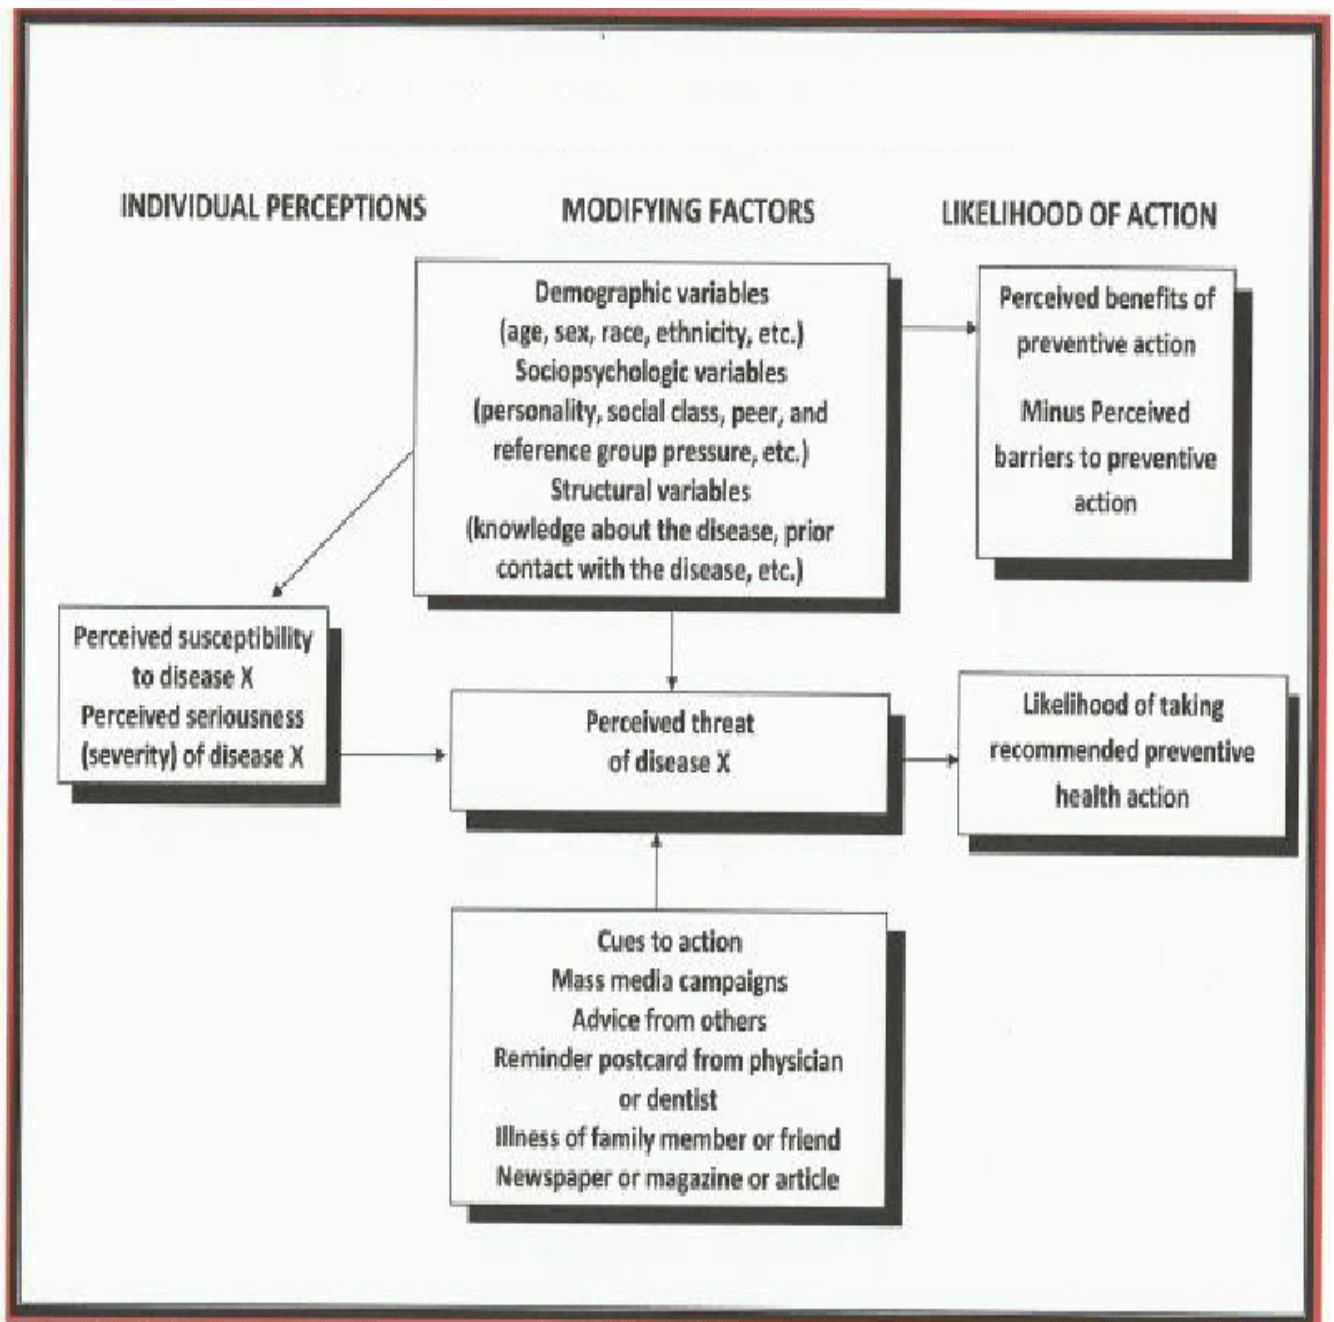 INDIVIDUAL PERCEPTIONS
MODIFYING FACTORS
LIKELIHOOD OF ACTION
Demographic variables
(age, sex, race, ethnicity, etc.)
Sociopsychologic variables
(personality, social class, peer, and
reference group pressure, etc.)
Structural variables
(knowledge about the disease, prior
contact with the disease, etc.)
Perceived benefits of
preventive action
Minus Perceived
barriers to preventive
action
Perceived susceptibility
to disease X
Perceived seriousness
(severity) of disease X
Perceived threat
of disease X
Likelihood of taking
recommended preventive
health action
Cues to action
Mass media campaigns
Advice from others
Reminder postcard from physician
or dentist
Illness of family member or friend
Newspaper or magazine or article